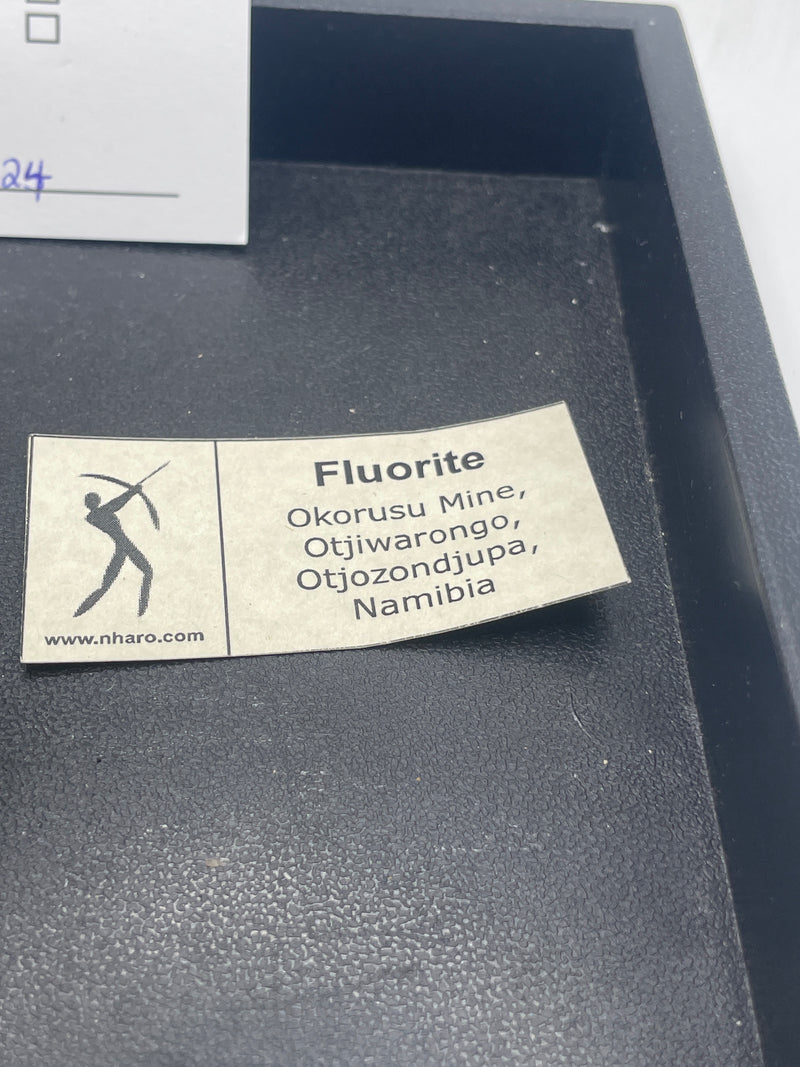 24
Fluorite
Okorusu Mine,
Otjiwarongo,
Otjozondjupa,
Namibia
www.nharo.com